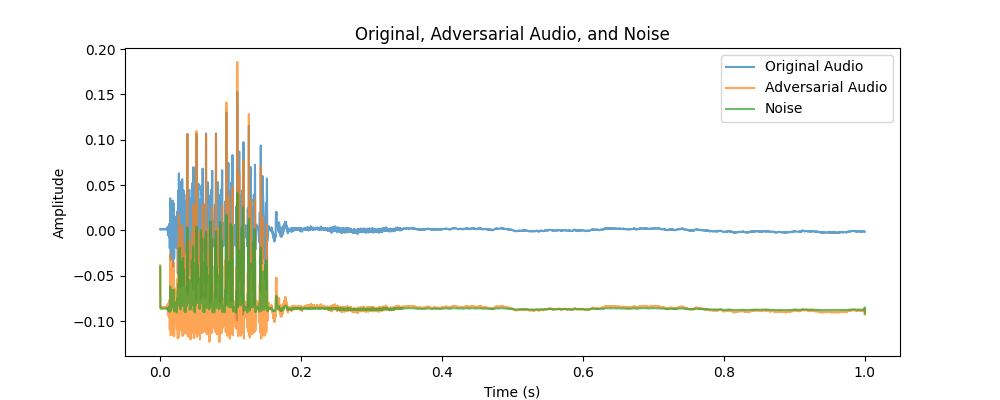 Original, Adversarial Audio, and Noise
Original Audio
Adversarial Audio
Noise
Amplitude
0.20
0.15
0.10
0.05
0.00
−0.05
−0.10
0.0 0.2 0.4 0.6 0.8 1.0
Time (s)